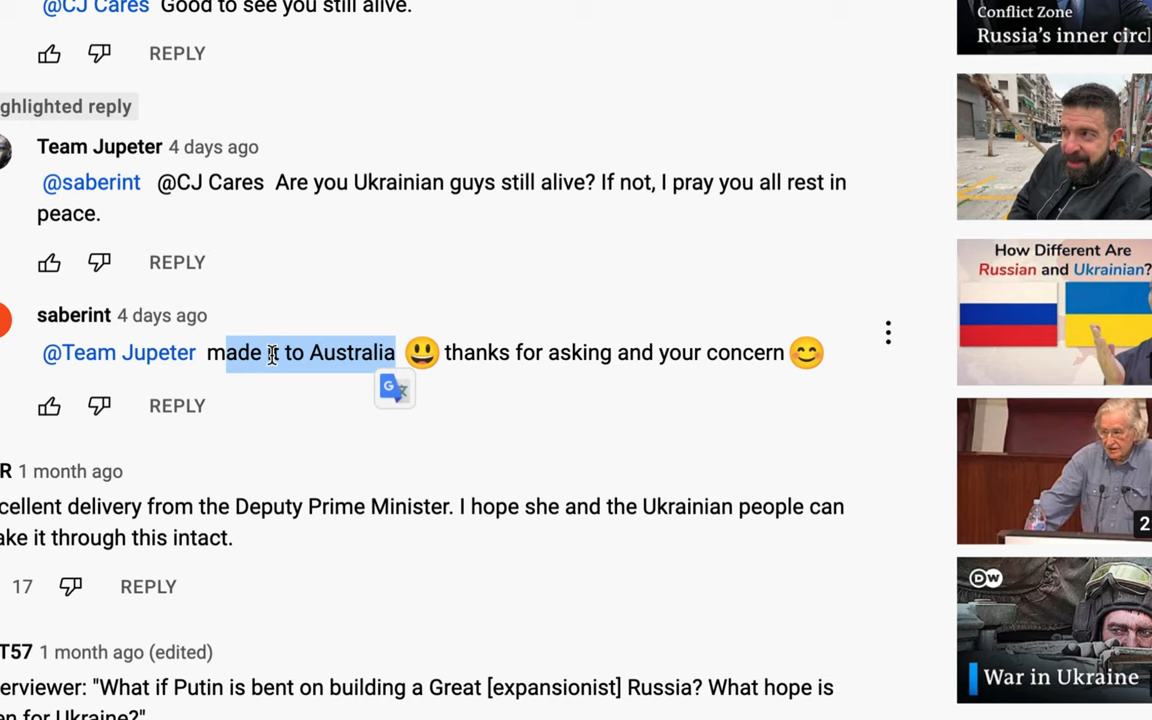 @CJ Cares Good to see you still alive.
REPLY
ghlighted reply
Team Jupeter 4 days ago
@saberint @CJ Cares Are you Ukrainian guys still alive? If not, I pray you all rest in
peace.
REPLY
saberint 4 days ago
@Team Jupeter made it to Australia 😃 thanks for asking and your concern 😊
G
REPLY
R 1 month ago
cellent delivery from the Deputy Prime Minister. I hope she and the Ukrainian people can
ake it through this intact.
17 REPLY
T57 1 month ago (edited)
erviewer: "What if Putin is bent on building a Great [expansionist] Russia? What hope is
en for Ukraine?"
Conflict Zone
Russia's inner circl
How Different Are
Russian and Ukrainian?
2
DW
War in Ukraine